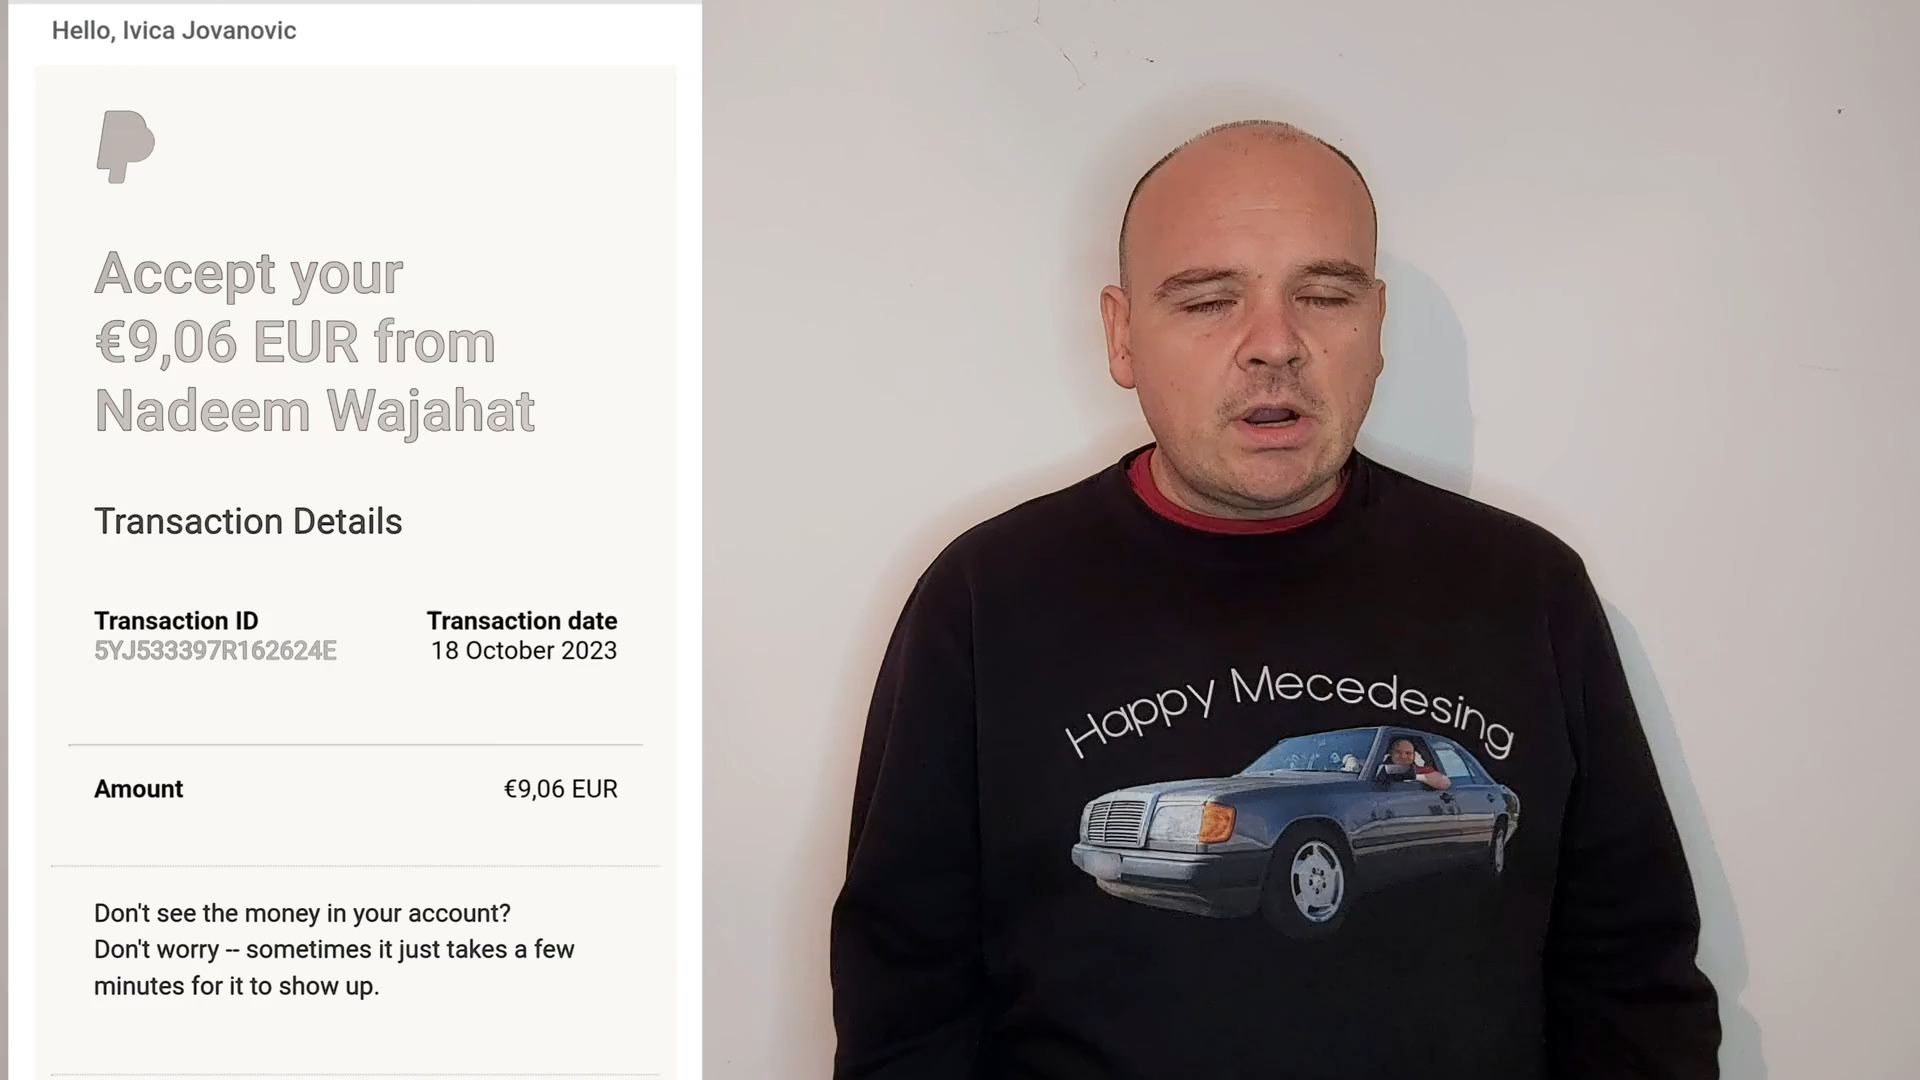 Hello, Ivica Jovanovic
Accept your
€9,06 EUR from
Nadeem Wajahat
Transaction Details
Transaction ID
Transaction date
5YJ533397R162624E
18 October 2023
Amount
€9,06 EUR
Don't see the money in your account?
Don't worry -- sometimes it just takes a few
minutes for it to show up.
Happy Mecedesing